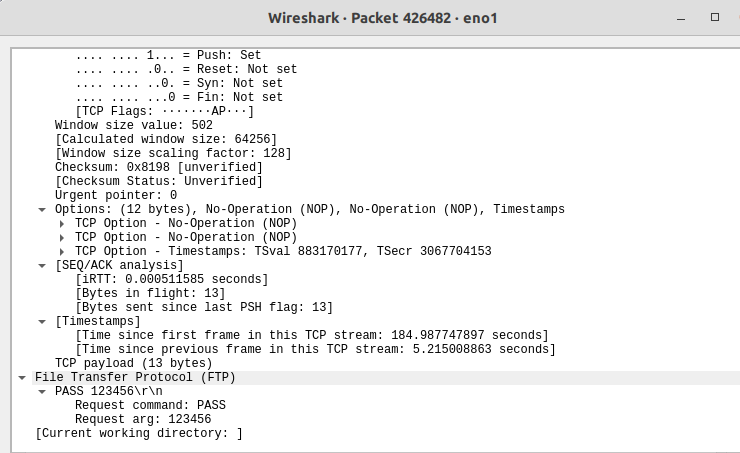 Wireshark · Packet 426482 · eno1
.... .... 1... = Push: Set
.... .... .0.. = Reset: Not set
.... .... ..0. = Syn: Not set
.... .... ...0 = Fin: Not set
[TCP Flags: ·······AP···]
Window size value: 502
[Calculated window size: 64256]
[Window size scaling factor: 128]
Checksum: 0x8198 [unverified]
[Checksum Status: Unverified]
Urgent pointer: 0
Options: (12 bytes), No-Operation (NOP), No-Operation (NOP), Timestamps
TCP Option - No-Operation (NOP)
TCP Option - No-Operation (NOP)
TCP Option - Timestamps: TSval 883170177, TSecr 3067704153
[SEQ/ACK analysis]
[iRTT: 0.000511585 seconds]
[Bytes in flight: 13]
[Bytes sent since last PSH flag: 13]
[Timestamps]
[Time since first frame in this TCP stream: 184.987747897 seconds]
[Time since previous frame in this TCP stream: 5.215008863 seconds]
TCP payload (13 bytes)
File Transfer Protocol (FTP)
PASS 123456\r\n
Request command: PASS
Request arg: 123456
[Current working directory: ]